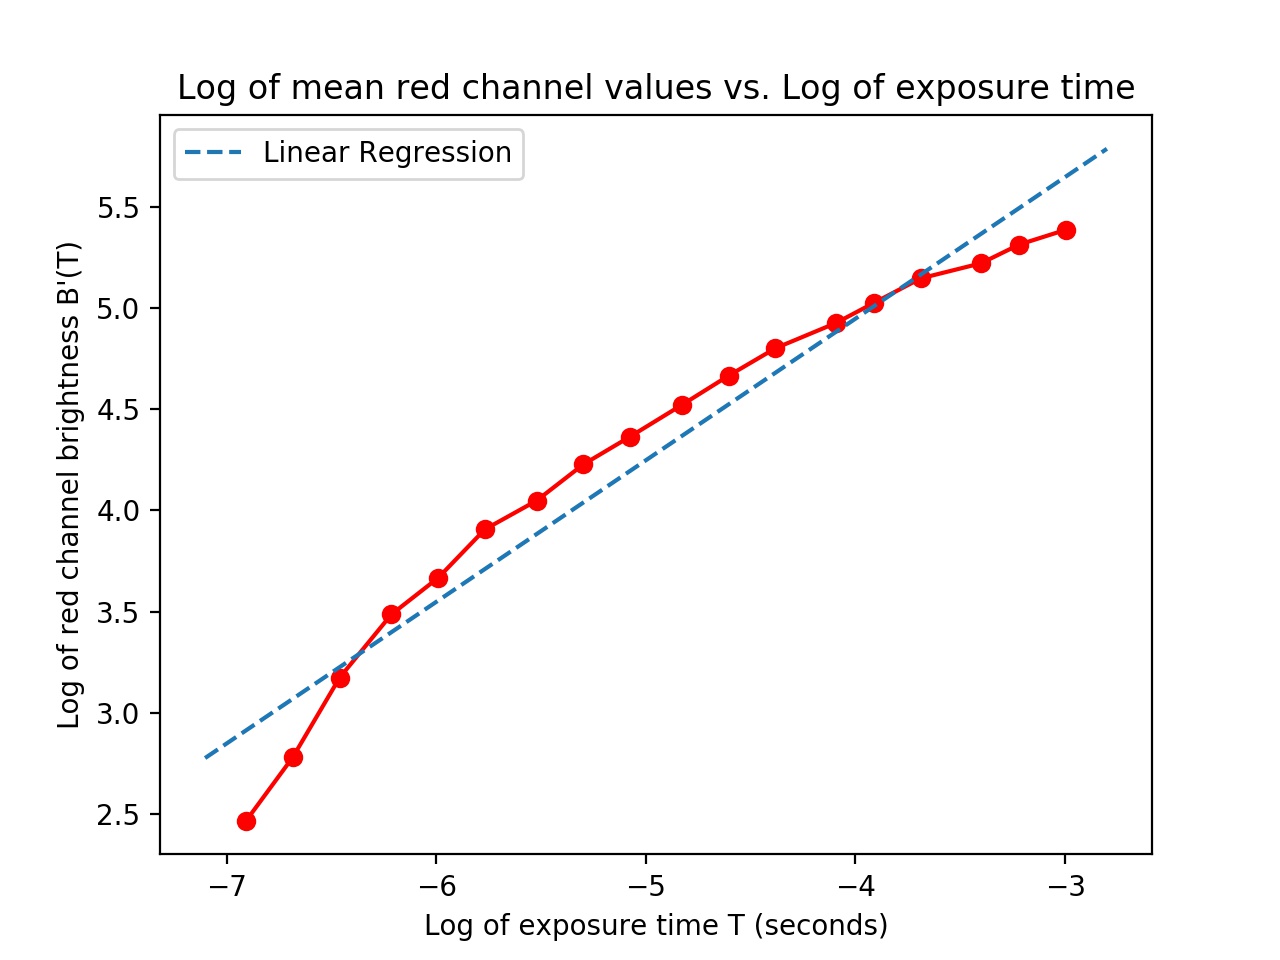 Log of mean red channel values vs. Log of exposure time
Linear Regression
5.5
5.0
4.5
4.0
3.5
3.0
2.5
Log of red channel brightness B'(T)
−7 −6 −5 −4 −3
Log of exposure time T (seconds)